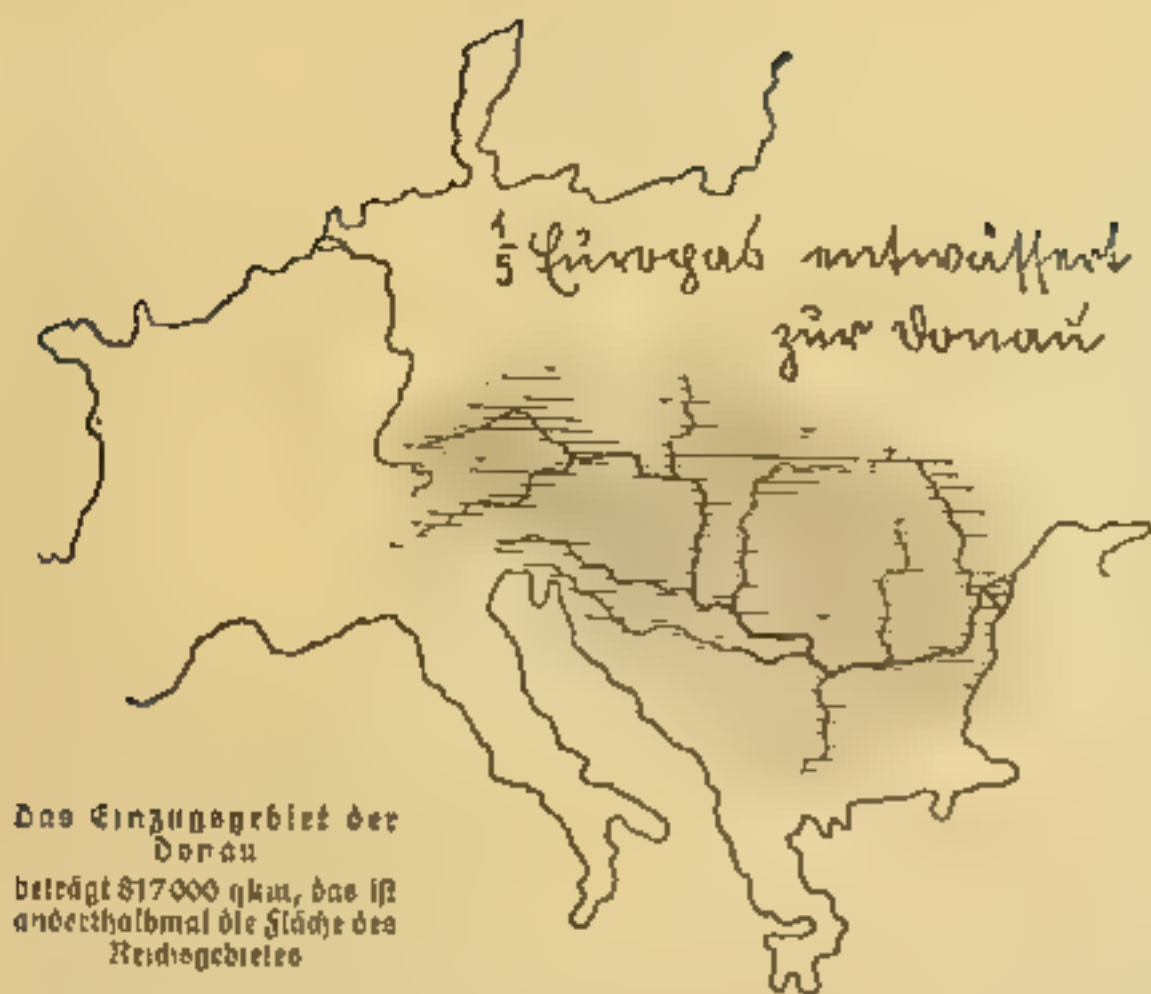 1/5 Europas entwässert
zur Donau
Das Einzugsgebiet der
Donau
beträgt 817000 qkm, das ist
anderthalbmal die Fläche des
Reichsgebietes